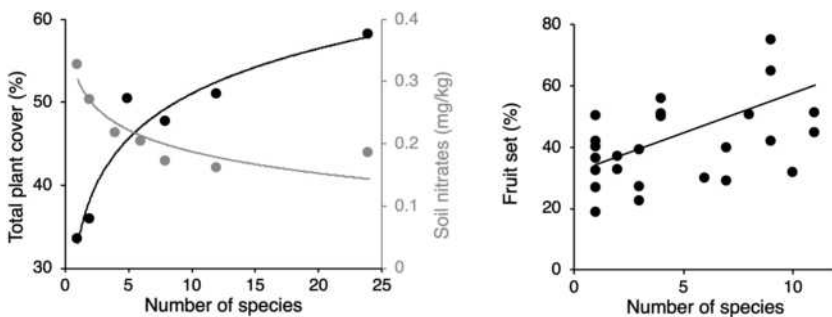 Total plant cover (%)
60
50
40
30
0.4
0.3
0.2
0.1
0
Soil nitrates (mg/kg)
0 5 10 15 20 25
Number of species
Fruit set (%)
80
60
40
20
0
0 5 10
Number of species